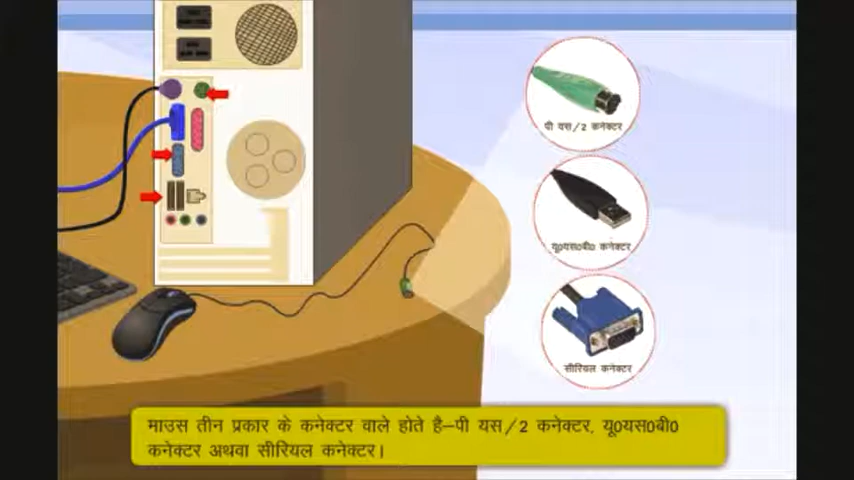 पी यस/2 कनेक्टर
यू0यस0बी0 कनेक्टर
सीरियल कनेक्टर
माउस तीन प्रकार के कनेक्टर वाले होते है–पी यस/2 कनेक्टर, यू0यस0बी0
कनेक्टर अथवा सीरियल कनेक्टर।